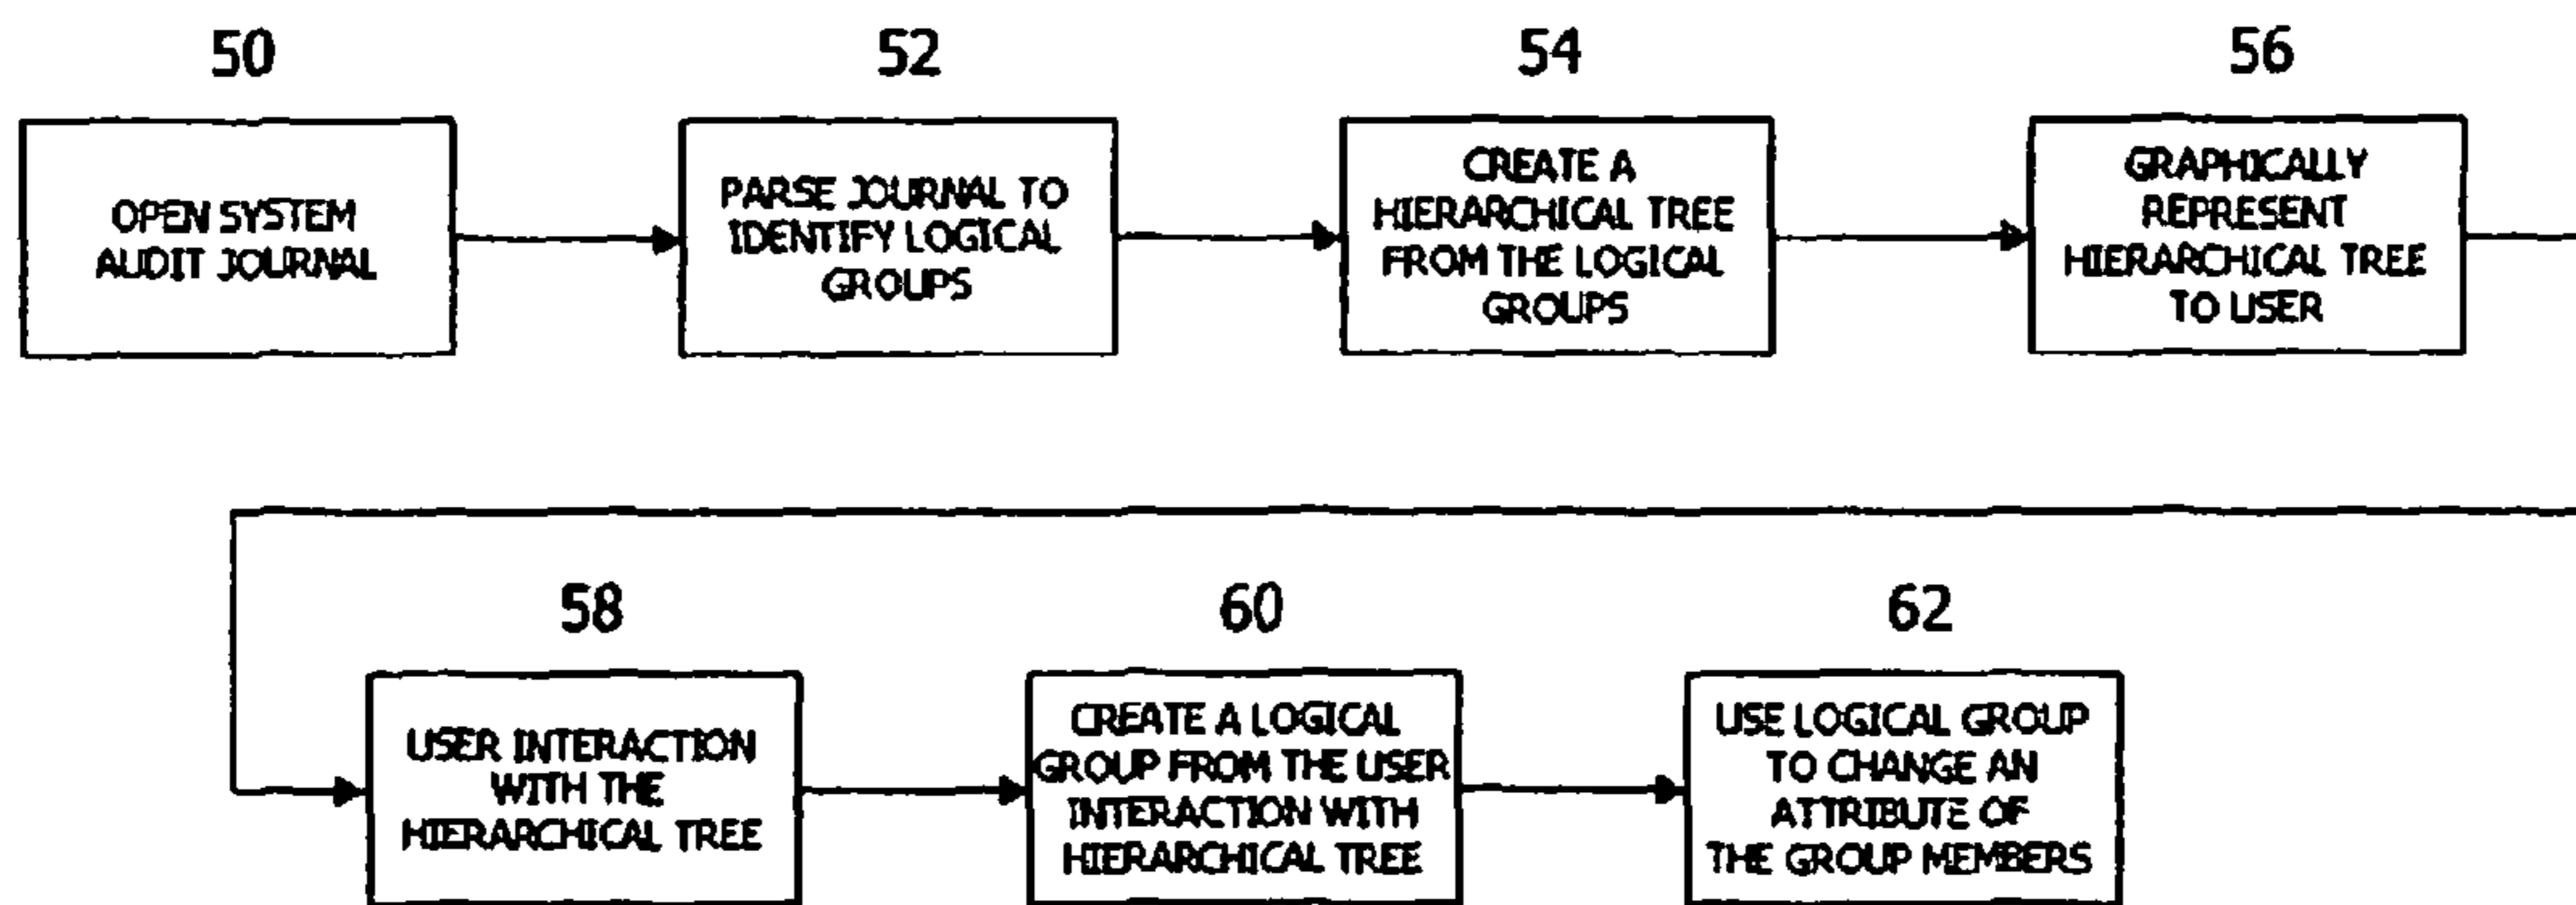 50
52
54
56
OPEN SYSTEM
AUDIT JOURNAL
PARSE JOURNAL TO
IDENTIFY LOGICAL
GROUPS
CREATE A
HIERARCHICAL TREE
FROM THE LOGICAL
GROUPS
GRAPHICALLY
REPRESENT
HIERARCHICAL TREE
TO USER
58
60
62
USER INTERACTION
WITH THE
HIERARCHICAL TREE
CREATE A LOGICAL
GROUP FROM THE USER
INTERACTION WITH
HIERARCHICAL TREE
USE LOGICAL GROUP
TO CHANGE AN
ATTRIBUTE OF
THE GROUP MEMBERS